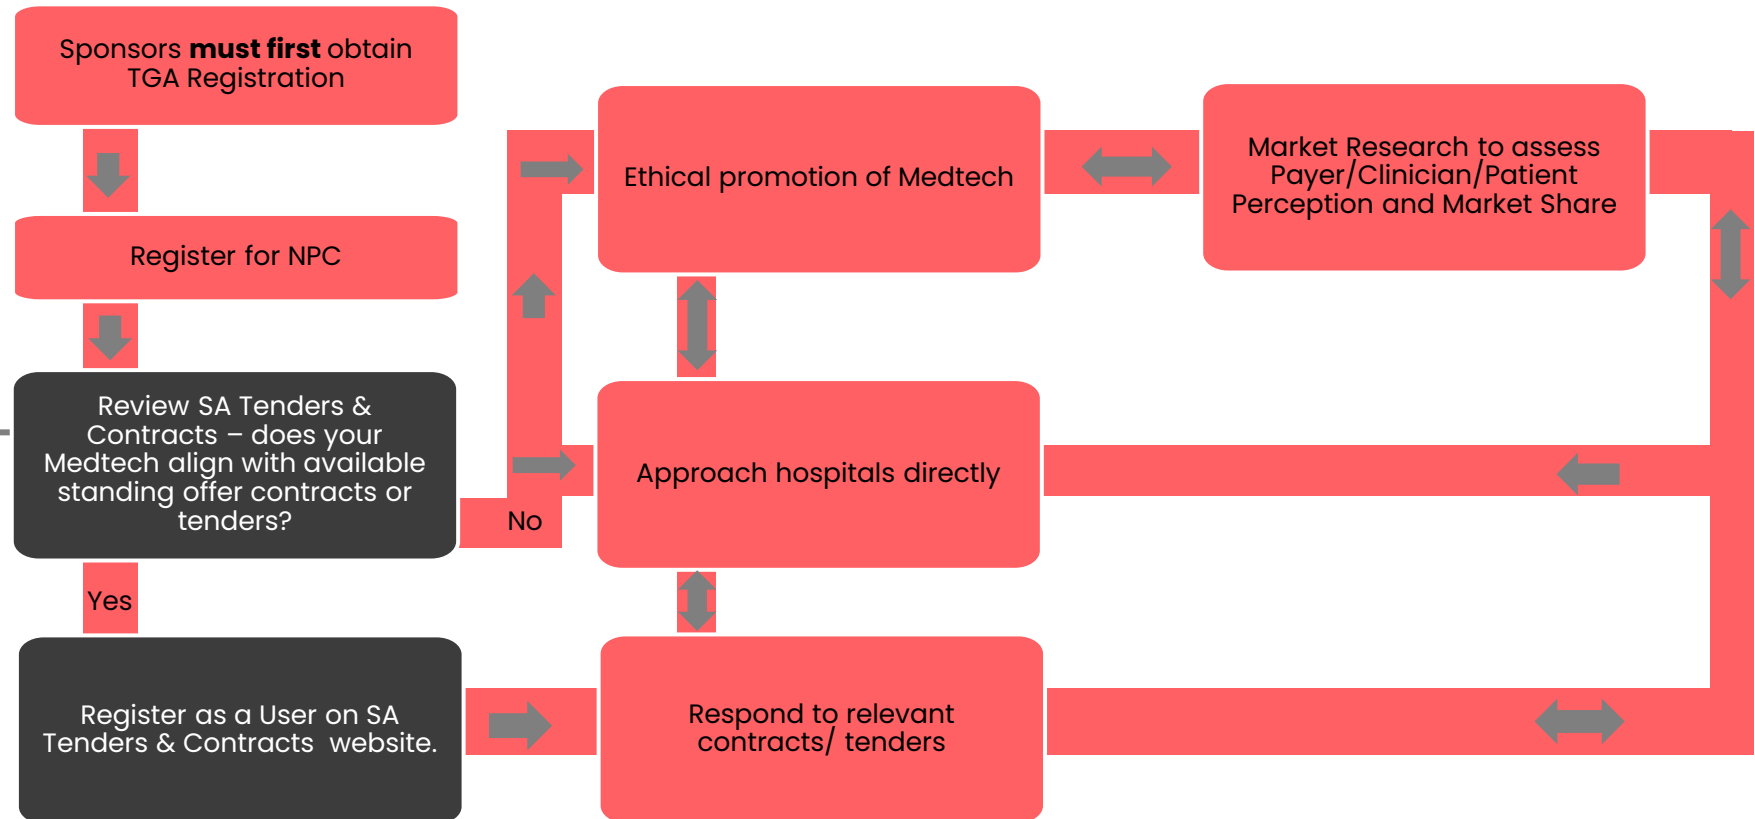 Sponsors must first obtain
TGA Registration
Register for NPC
Review SA Tenders &
Contracts – does your
Medtech align with available
standing offer contracts or
tenders?
No
Yes
Register as a User on SA
Tenders & Contracts  website.
Ethical promotion of Medtech
Market Research to assess
Payer/Clinician/Patient
Perception and Market Share
Approach hospitals directly
Respond to relevant
contracts/ tenders